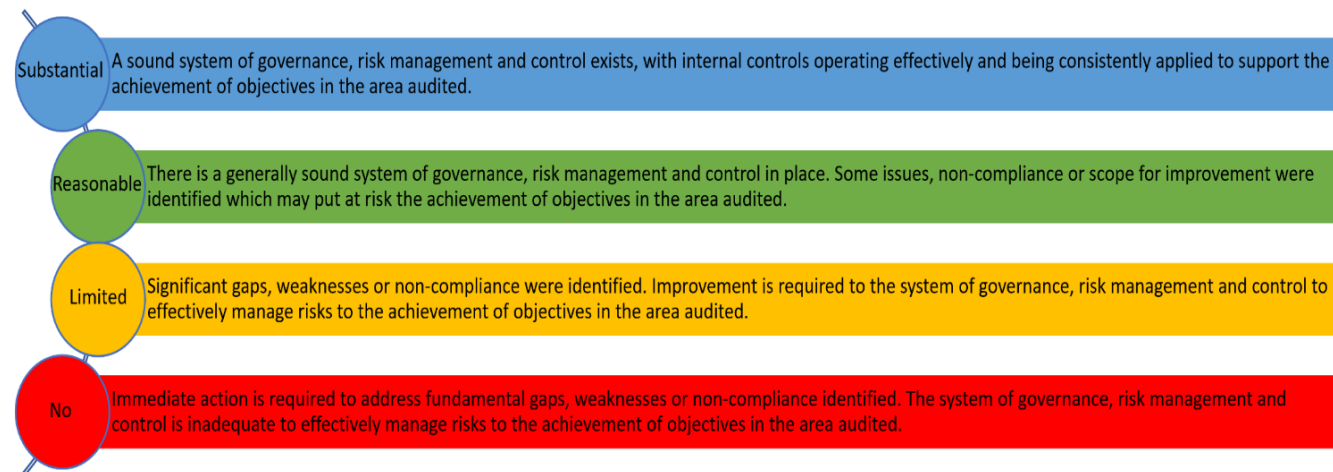 Substantial
A sound system of governance, risk management and control exists, with internal controls operating effectively and being consistently applied to support the
achievement of objectives in the area audited.
Reasonable
There is a generally sound system of governance, risk management and control in place. Some issues, non-compliance or scope for improvement were
identified which may put at risk the achievement of objectives in the area audited.
Limited
Significant gaps, weaknesses or non-compliance were identified. Improvement is required to the system of governance, risk management and control to
effectively manage risks to the achievement of objectives in the area audited.
No
Immediate action is required to address fundamental gaps, weaknesses or non-compliance identified. The system of governance, risk management and
control is inadequate to effectively manage risks to the achievement of objectives in the area audited.